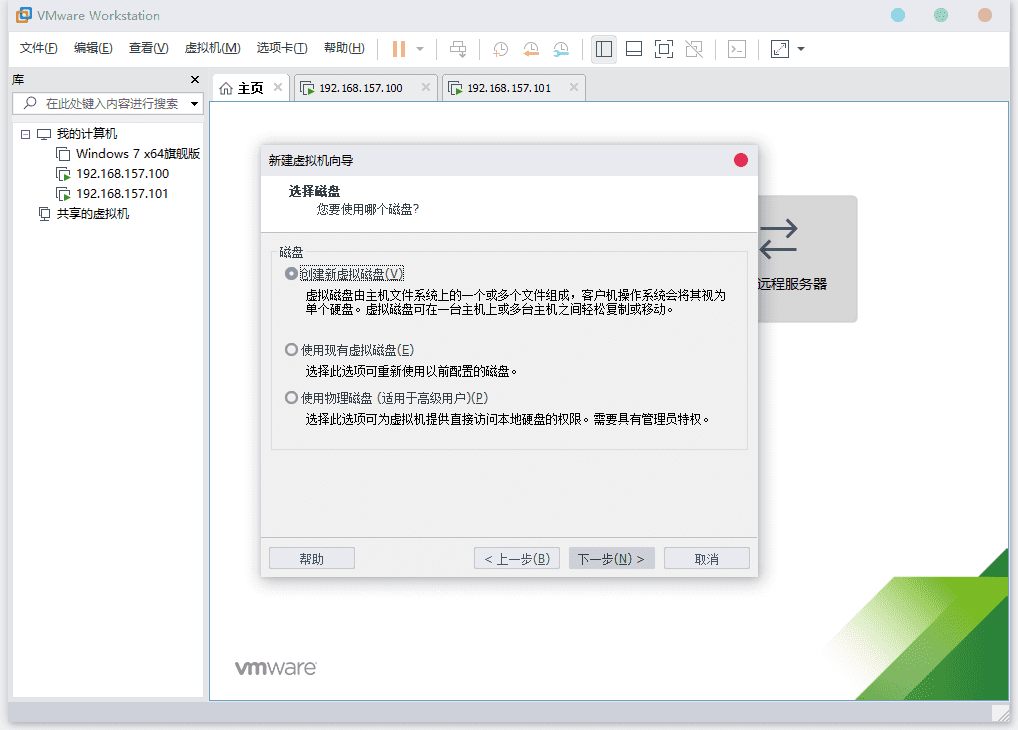 VMware Workstation
文件(F) 编辑(E) 查看(V) 虚拟机(M) 选项卡(T) 帮助(H)
库
在此处键入内容进行搜索
我的计算机
Windows 7 x64旗舰版
192.168.157.100
192.168.157.101
共享的虚拟机
主页 192.168.157.100 192.168.157.101
新建虚拟机向导
选择磁盘
您要使用哪个磁盘?
磁盘
创建新虚拟磁盘(V)
虚拟磁盘由主机文件系统上的一个或多个文件组成，客户机操作系统会将其视为
单个硬盘。虚拟磁盘可在一台主机上或多台主机之间轻松复制或移动。
使用现有虚拟磁盘(E)
选择此选项可重新使用以前配置的磁盘。
使用物理磁盘 (适用于高级用户)(P)
选择此选项可为虚拟机提供直接访问本地硬盘的权限。需要具有管理员特权。
帮助 < 上一步(B) 下一步(N) > 取消
远程服务器
vmware